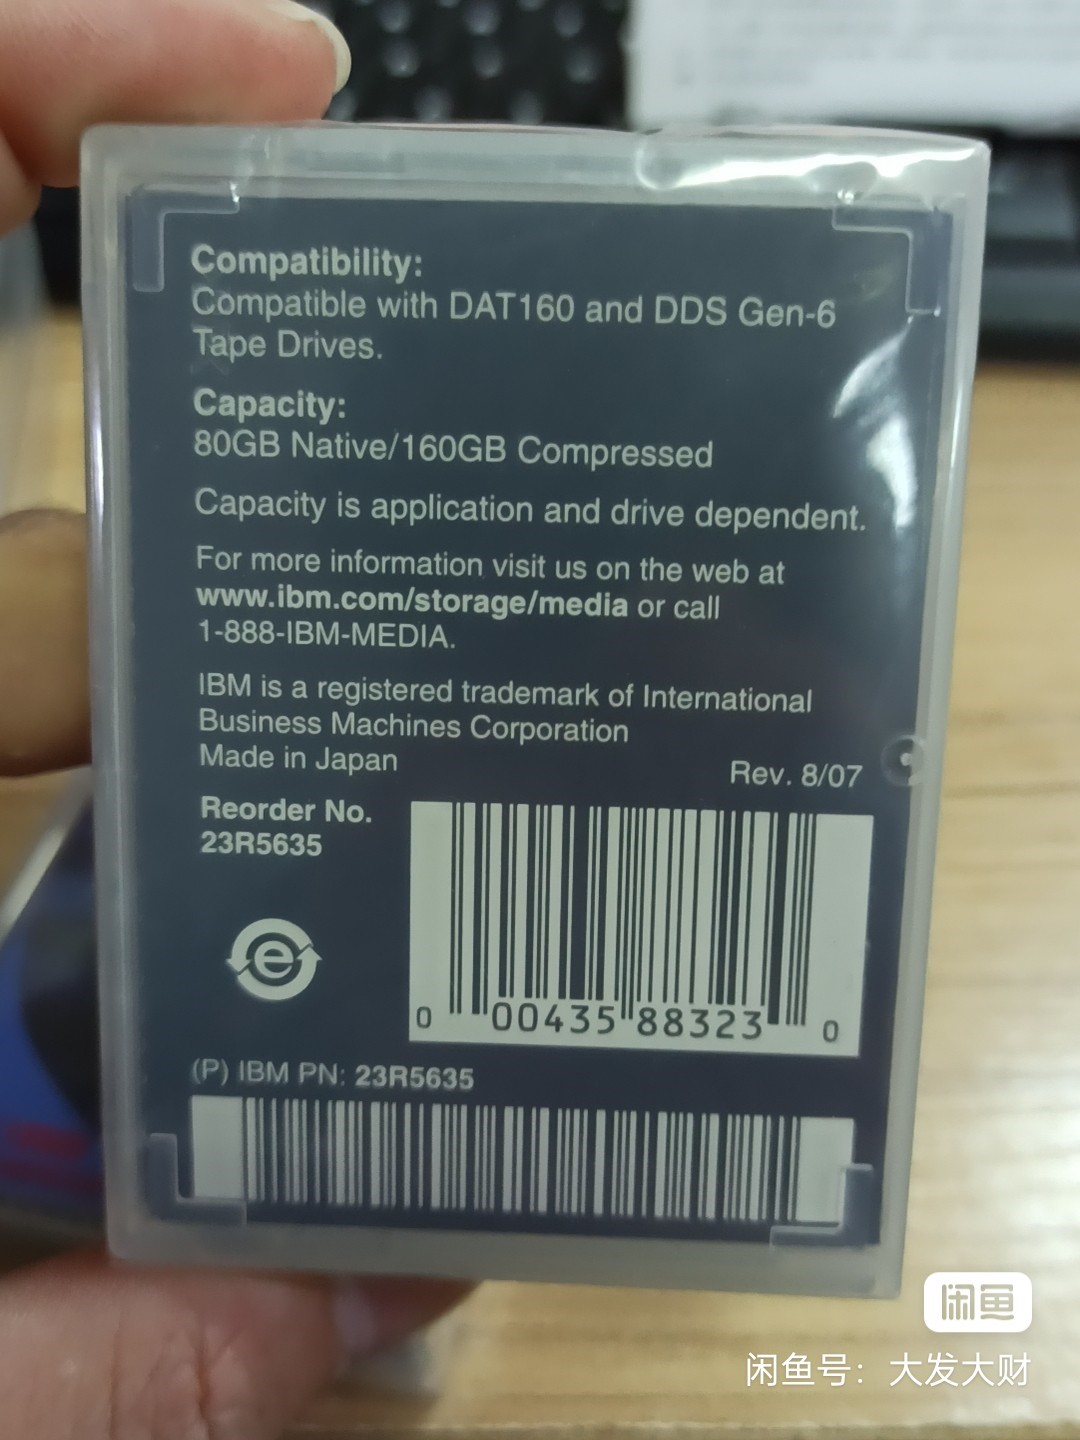 Compatibility:
Compatible with DAT160 and DDS Gen-6
Tape Drives.
Capacity:
80GB Native/160GB Compressed
Capacity is application and drive dependent.
For more information visit us on the web at
www.ibm.com/storage/media or call
1-888-IBM-MEDIA.
IBM is a registered trademark of International
Business Machines Corporation
Made in Japan
Rev. 8/07
Reorder No.
23R5635
e
0 00435 88323 0
(P) IBM PN: 23R5635
闲鱼
闲鱼号：大发大财